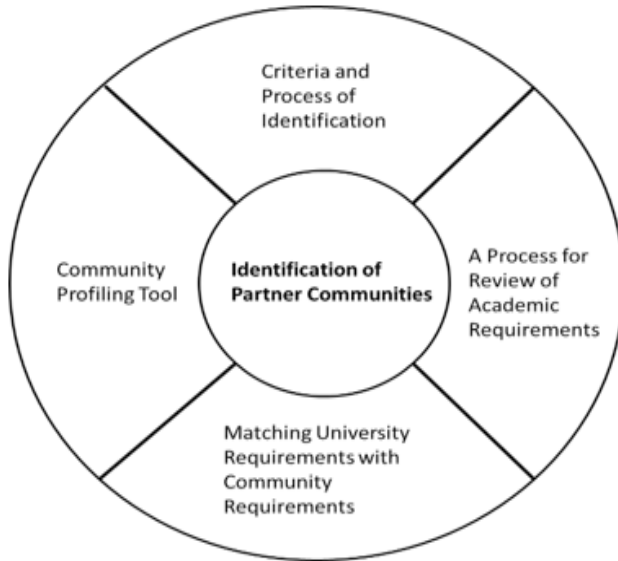 Criteria and
Process of
Identification
Community
Profiling Tool
Identification of
Partner Communities
A Process for
Review of
Academic
Requirements
Matching University
Requirements with
Community
Requirements